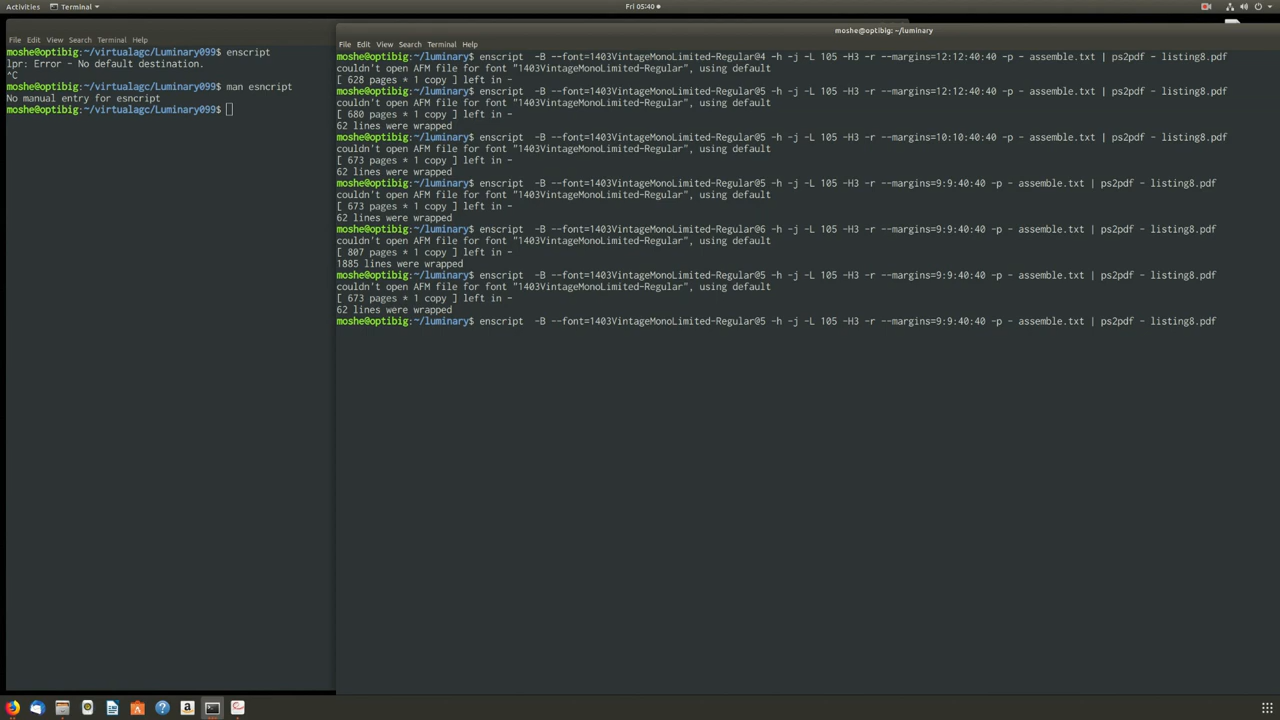 Activities Terminal Fri 05:40
File Edit View Search Terminal Help
moshe@optibig:~/virtualagc/Luminary099$ enscript
lpr: Error - No default destination.
^C
moshe@optibig:~/virtualagc/Luminary099$ man esncript
No manual entry for esncript
moshe@optibig:~/virtualagc/Luminary099$
moshe@optibig: ~/luminary
File Edit View Search Terminal Help
moshe@optibig:~/luminary$ enscript  -B --font=1403VintageMonoLimited-Regular@4 -h -j -L 105 -H3 -r --margins=12:12:40:40 -p - assemble.txt | ps2pdf - listing8.pdf
couldn't open AFM file for font "1403VintageMonoLimited-Regular", using default
[ 628 pages * 1 copy ] left in -
moshe@optibig:~/luminary$ enscript  -B --font=1403VintageMonoLimited-Regular@5 -h -j -L 105 -H3 -r --margins=12:12:40:40 -p - assemble.txt | ps2pdf - listing8.pdf
couldn't open AFM file for font "1403VintageMonoLimited-Regular", using default
[ 680 pages * 1 copy ] left in -
62 lines were wrapped
moshe@optibig:~/luminary$ enscript  -B --font=1403VintageMonoLimited-Regular@5 -h -j -L 105 -H3 -r --margins=10:10:40:40 -p - assemble.txt | ps2pdf - listing8.pdf
couldn't open AFM file for font "1403VintageMonoLimited-Regular", using default
[ 673 pages * 1 copy ] left in -
62 lines were wrapped
moshe@optibig:~/luminary$ enscript  -B --font=1403VintageMonoLimited-Regular@5 -h -j -L 105 -H3 -r --margins=9:9:40:40 -p - assemble.txt | ps2pdf - listing8.pdf
couldn't open AFM file for font "1403VintageMonoLimited-Regular", using default
[ 673 pages * 1 copy ] left in -
62 lines were wrapped
moshe@optibig:~/luminary$ enscript  -B --font=1403VintageMonoLimited-Regular@6 -h -j -L 105 -H3 -r --margins=9:9:40:40 -p - assemble.txt | ps2pdf - listing8.pdf
couldn't open AFM file for font "1403VintageMonoLimited-Regular", using default
[ 807 pages * 1 copy ] left in -
1885 lines were wrapped
moshe@optibig:~/luminary$ enscript  -B --font=1403VintageMonoLimited-Regular@5 -h -j -L 105 -H3 -r --margins=9:9:40:40 -p - assemble.txt | ps2pdf - listing8.pdf
couldn't open AFM file for font "1403VintageMonoLimited-Regular", using default
[ 673 pages * 1 copy ] left in -
62 lines were wrapped
moshe@optibig:~/luminary$ enscript  -B --font=1403VintageMonoLimited-Regular@5 -h -j -L 105 -H3 -r --margins=9:9:40:40 -p - assemble.txt | ps2pdf - listing8.pdf